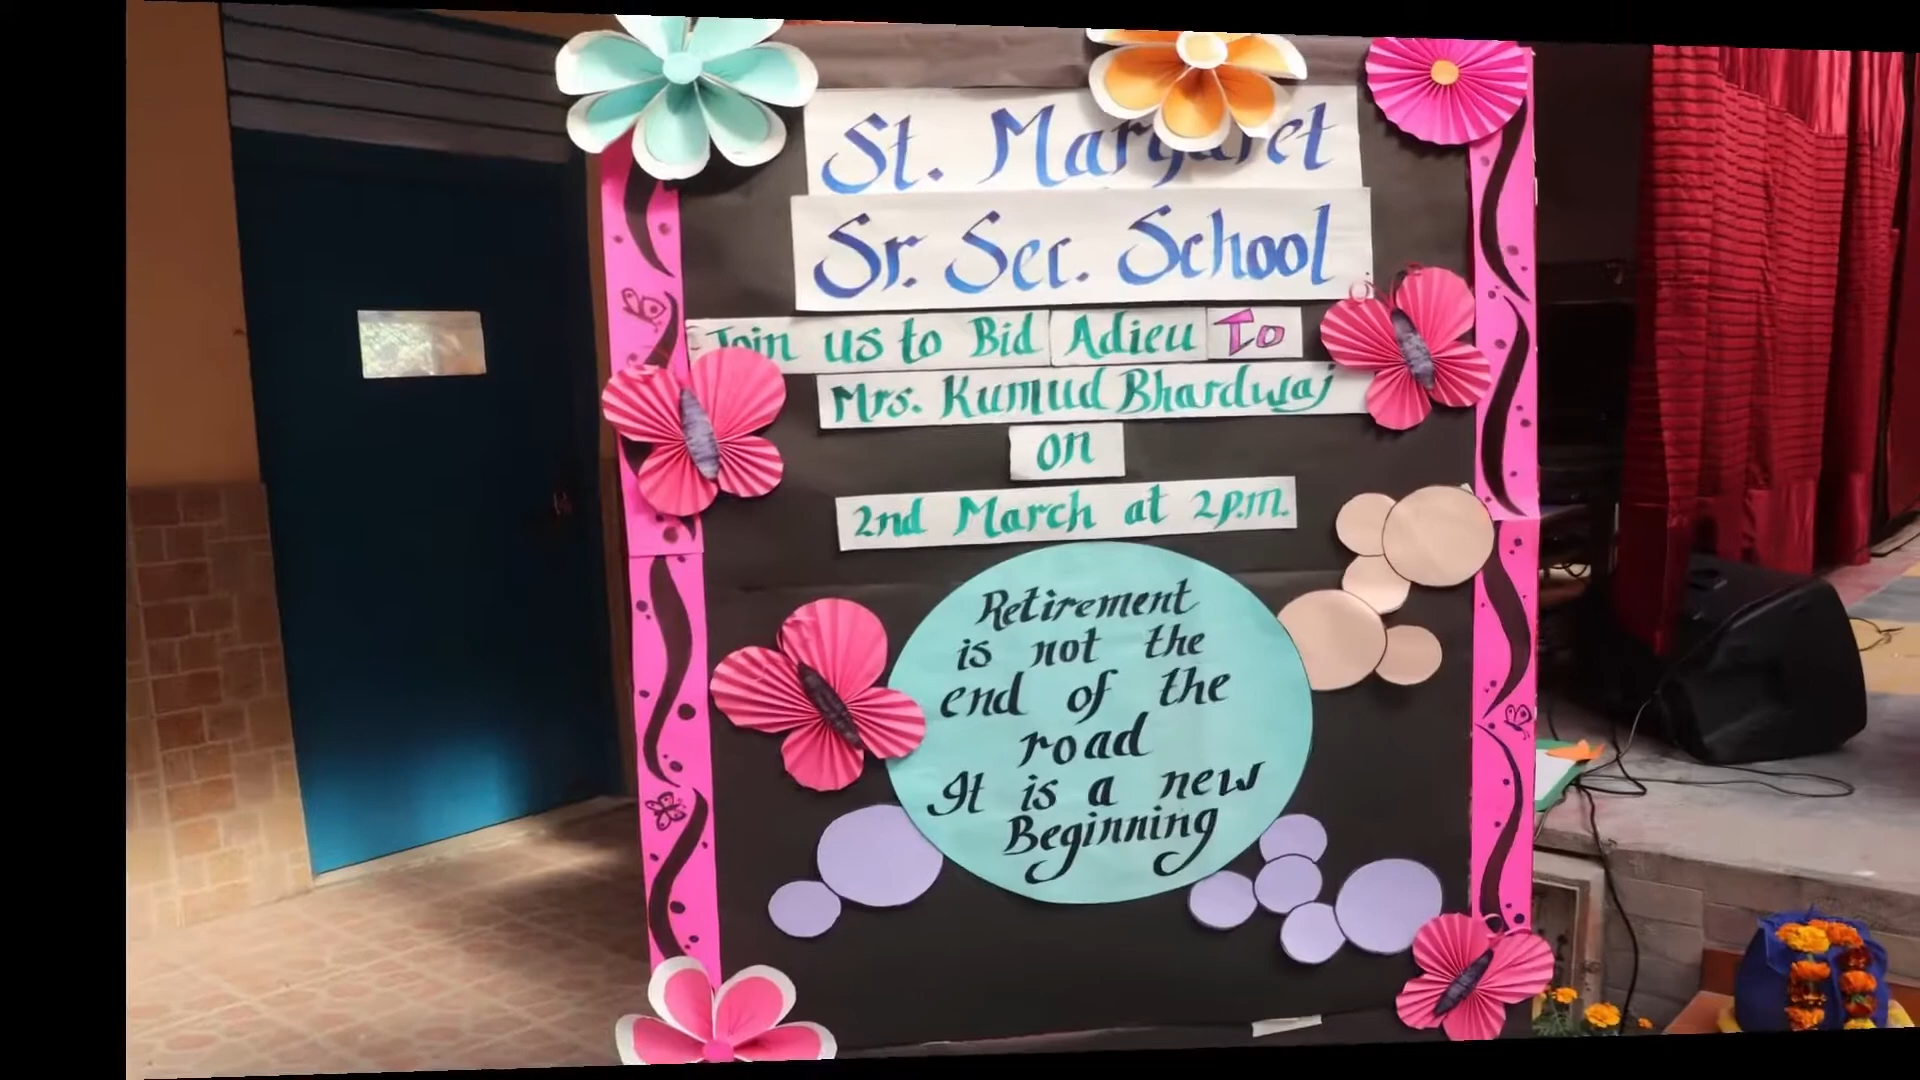 St. Margaret
Sr. Sec. School
Join us to Bid Adieu To
Mrs. Kumud Bhardwaj
on
2nd March at 2p.m.
Retirement
is not the
end of the
road
It is a new
Beginning